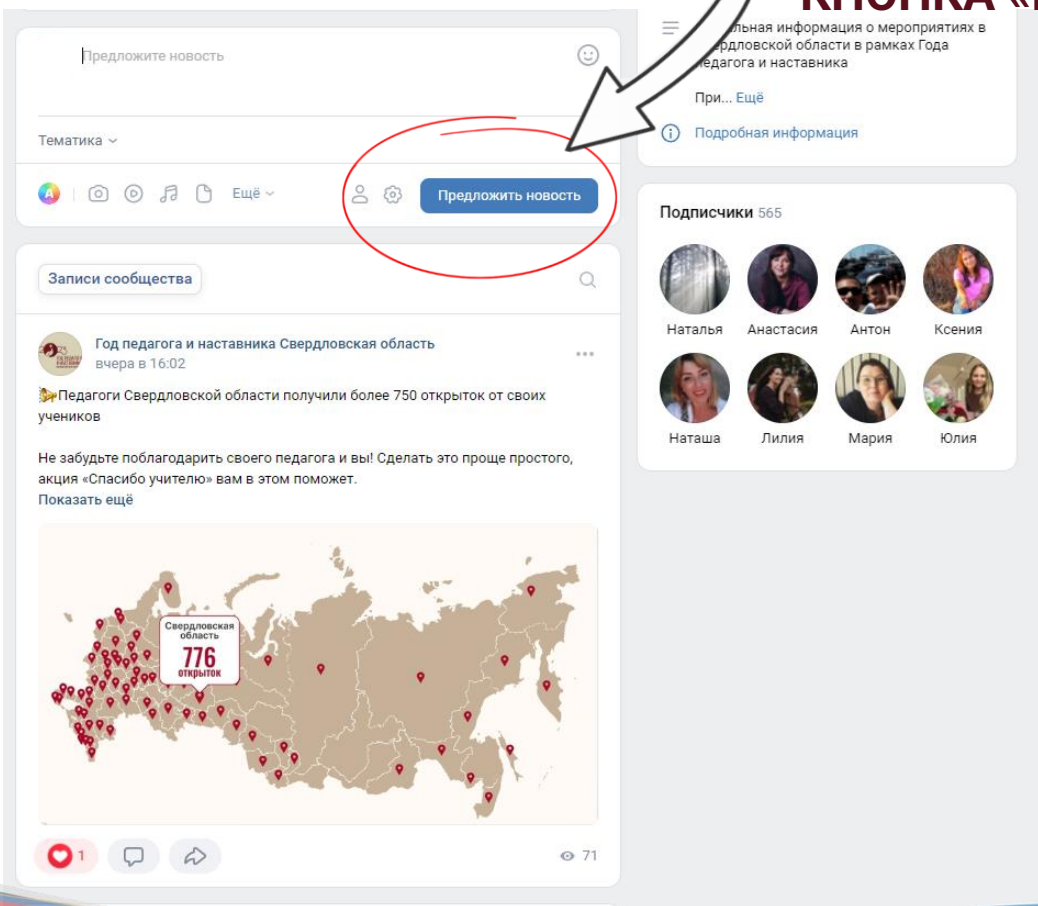 КНОПКА
Предложите новость
Тематика
Ещё
Предложить новость
Записи сообщества
Год педагога и наставника Свердловская область
вчера в 16:02
Педагоги Свердловской области получили более 750 открыток от своих
учеников
Не забудьте поблагодарить своего педагога и вы! Сделать это проще простого,
акция «Спасибо учителю» вам в этом поможет.
Показать ещё
Свердловская
область
776
открыток
1
71
информация о мероприятиях в
области в рамках Года
педагога и наставника
При... Ещё
Подробная информация
Подписчики 565
Наталья Анастасия Антон Ксения
Наташа Лилия Мария Юлия